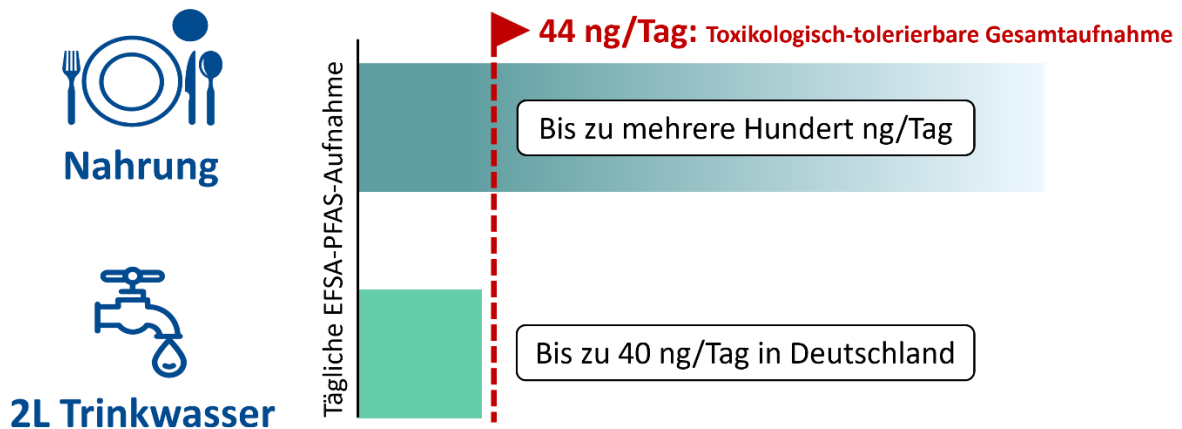 44 ng/Tag: Toxikologisch-tolerierbare Gesamtaufnahme
Nahrung
Bis zu mehrere Hundert ng/Tag
Tägliche EFSA-PFAS-Aufnahme
2L Trinkwasser
Bis zu 40 ng/Tag in Deutschland